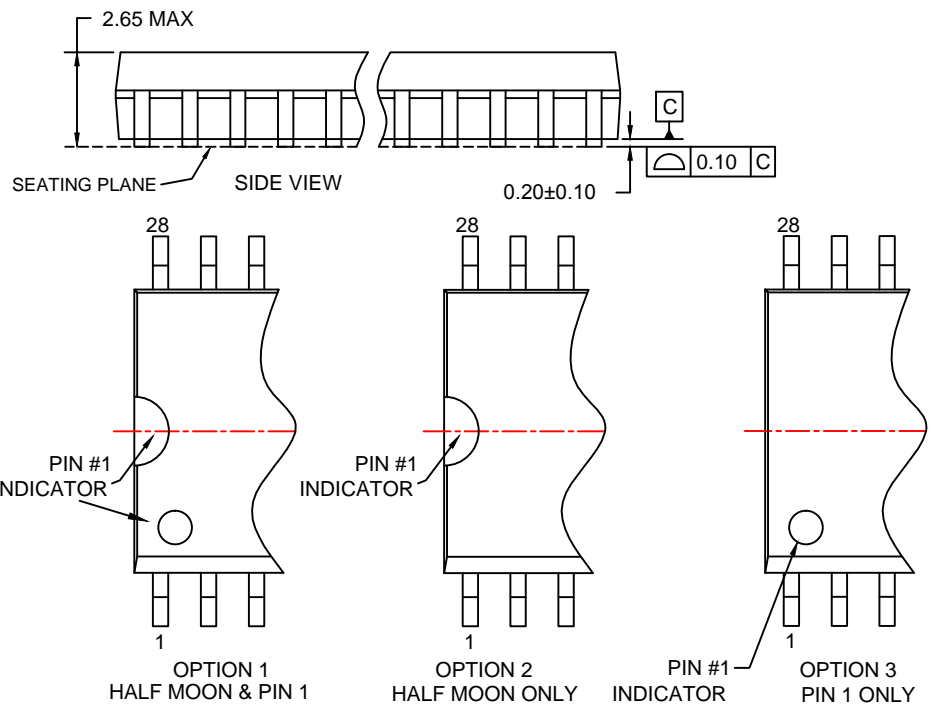 2.65 MAX
C
0.10 C
SEATING PLANE
SIDE VIEW
0.20±0.10
28
28
28
PIN #1
INDICATOR
PIN #1
INDICATOR
1
1
1
OPTION 1
HALF MOON & PIN 1
OPTION 2
HALF MOON ONLY
PIN #1
INDICATOR
OPTION 3
PIN 1 ONLY